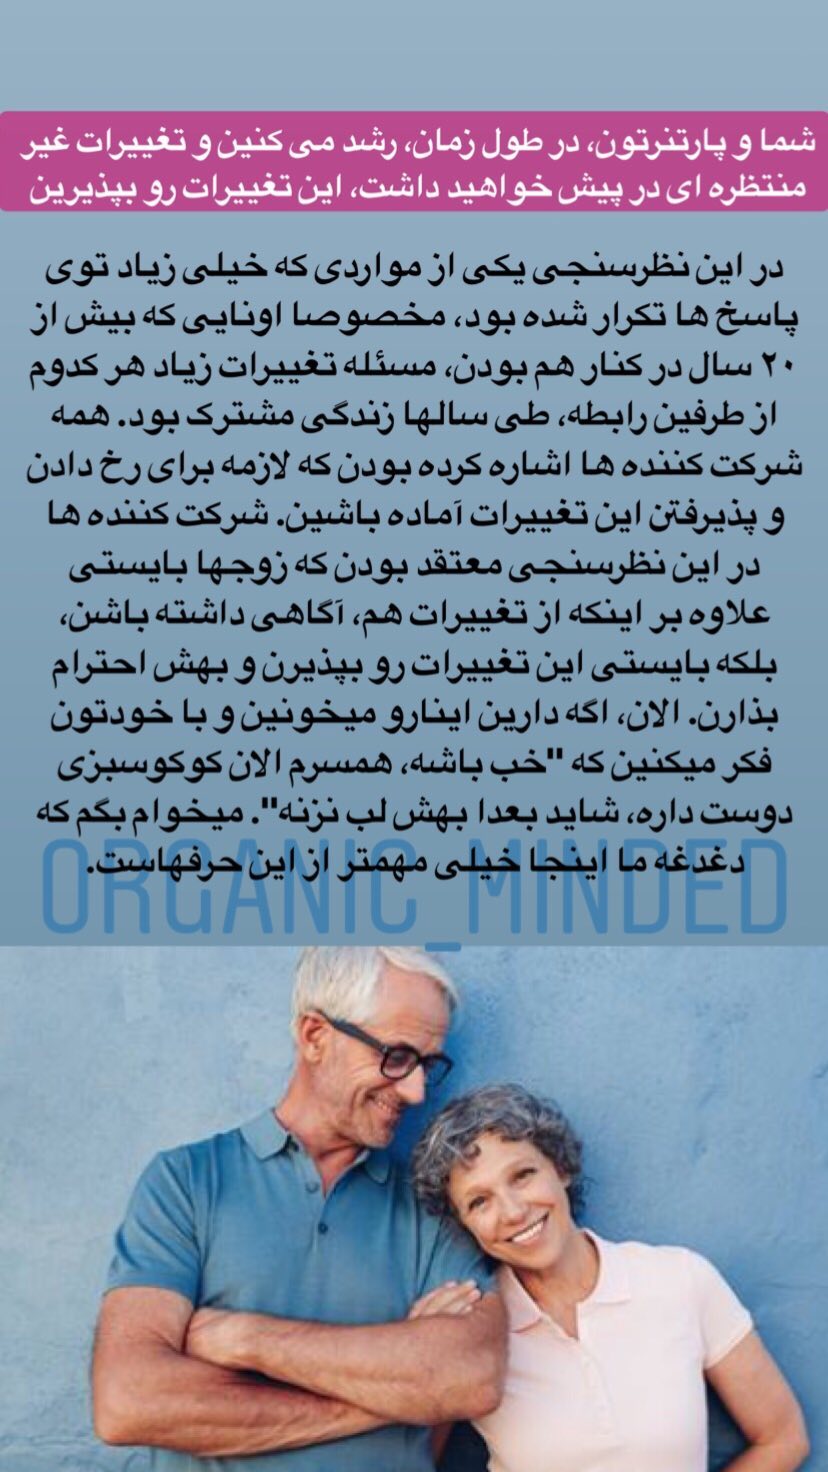 شما و پارتنرتون، در طول زمان، رشد می کنین و تغییرات غیر
منتظره ای در پیش خواهید داشت، این تغییرات رو بپذیرین
در این نظرسنجی یکی از مواردی که خیلی زیاد توی
پاسخ ها تکرار شده بود، مخصوصا اونایی که بیش از
۲۰ سال در کنار هم بودن، مسئله تغییرات زیاد هر کدوم
از طرفین رابطه، طی سالها زندگی مشترک بود. همه
شرکت کننده ها اشاره کرده بودن که لازمه برای رخ دادن
و پذیرفتن این تغییرات آماده باشین. شرکت کننده ها
در این نظرسنجی معتقد بودن که زوجها بایستی
علاوه بر اینکه از تغییرات هم، آگاهی داشته باشن،
بلکه بایستی این تغییرات رو بپذیرن و بهش احترام
بذارن. الان، اگه دارین اینارو میخونین و با خودتون
فکر میکنین که "خب باشه، همسرم الان کوکوسبزی
دوست داره، شاید بعدا بهش لب نزنه". میخوام بگم که
دغدغه ما اینجا خیلی مهمتر از این حرفهاست.
ORGANIC_MINDED